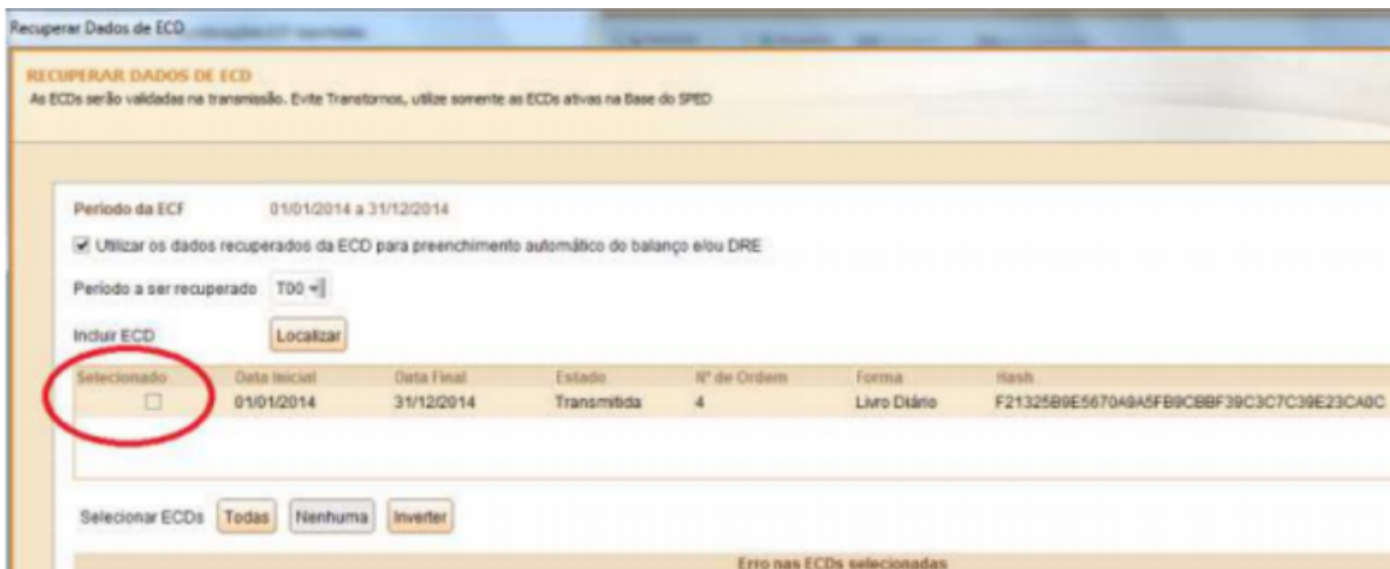 Recuperar Dados de ECD
RECUPERAR DADOS DE ECD
As ECDs serão validadas na transmissão. Evite Transtornos, utilize somente as ECDs ativas na Base do SPED
Período da ECF 01/01/2014 a 31/12/2014
Utilizar os dados recuperados da ECD para preenchimento automático do balanço e/ou DRE
Período a ser recuperado T00
Incluir ECD Localizar
Selecionado Data Inicial Data Final Estado Nº de Ordem Forma Hash
01/01/2014 31/12/2014 Transmitida 4 Livro Diário
Selecionar ECDs Todas Nenhuma Inverter
Erro nas ECDs selecionadas